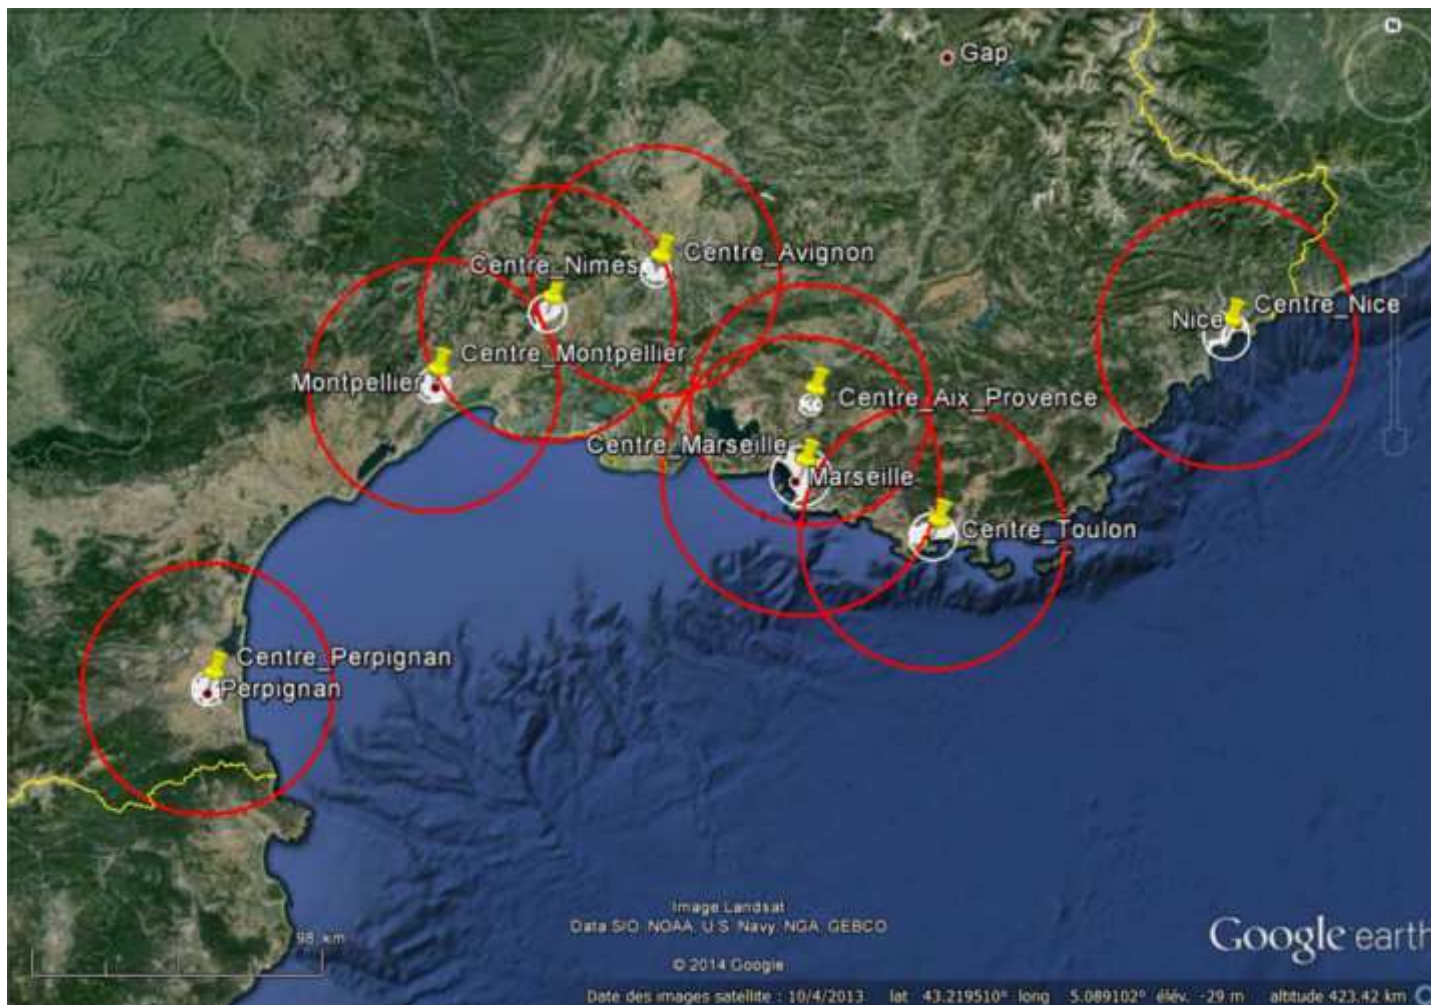 N
Gap
Centre_Avignon
Centre_Nimes
Nice
Centre_Nice
Centre_Montpellier
Montpellier
Centre_Aix_Provence
Centre_Marseille
Marseille
Centre_Toulon
Centre_Perpignan
Perpignan
98 km
Image Landsat
Data SIO, NOAA, U.S. Navy, NGA, GEBCO
© 2014 Google
Google earth
Date des images satellite : 10/4/2013 lat 43.219510° long 5.089102° élév. -29 m altitude 423.42 km